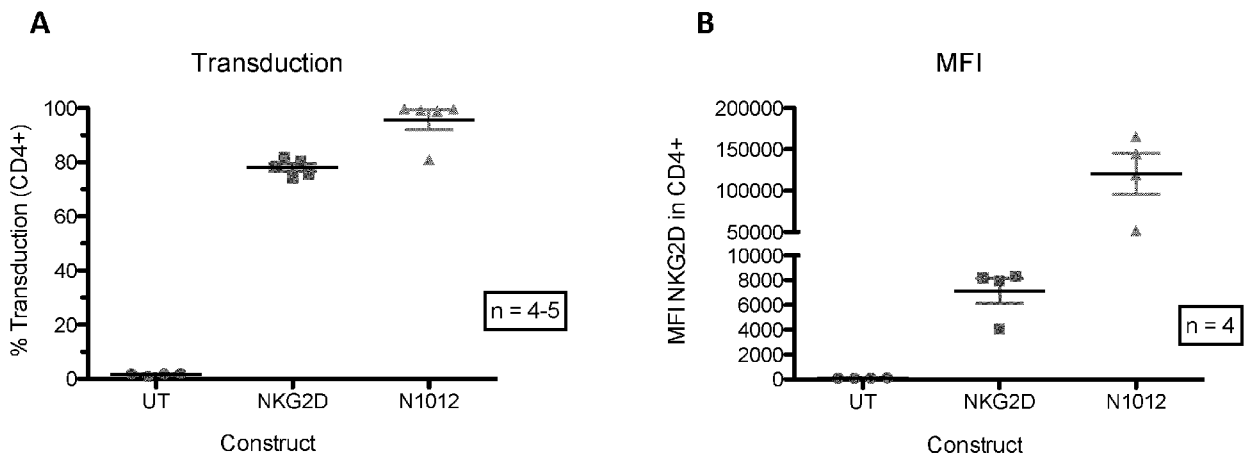 A
Transduction
% Transduction (CD4+)
100
80
60
40
20
0
UT NKG2D N1012
Construct
n = 4-5
B
MFI
MFI NKG2D in CD4+
200000
150000
100000
50000
10000
8000
6000
4000
2000
0
UT NKG2D N1012
Construct
n = 4